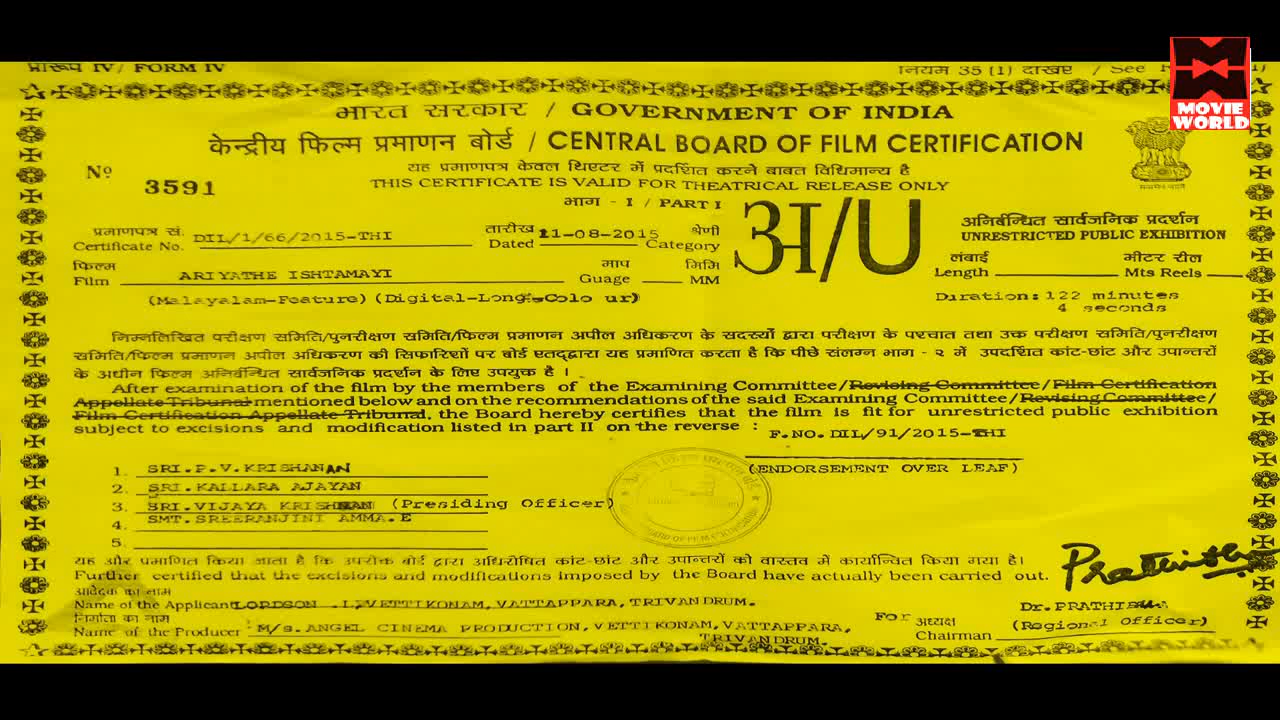 प्रारूप IV / FORM IV
नियम 35 (1) दाखए / See
MOVIE
WORLD
भारत सरकार / GOVERNMENT OF INDIA
केन्द्रीय फिल्म प्रमाणन बोर्ड / CENTRAL BOARD OF FILM CERTIFICATION
यह प्रमाणपत्र केवल थिएटर में प्रदर्शित करने बाबत विधिमान्य है
Nº 3591
THIS CERTIFICATE IS VALID FOR THEATRICAL RELEASE ONLY
भाग - I / PART I
अ/U
अनिर्बन्धित सार्वजनिक प्रदर्शन
UNRESTRICTED PUBLIC EXHIBITION
प्रमाणपत्र सं. तारीख श्रेणी
Certificate No. DIL/1/66/2015-THI Dated 11-08-2015 Category
फिल्म माप मिमि लंबाई मीटर रील
Film ARIYATHE ISHTAMAYI Guage MM Length Mts Reels
(Malayalam-Feature) (Digital-Long-Colo ur) Duration: 122 minutes
4 seconds
निम्नलिखित परीक्षण समिति/पुनरीक्षण समिति/फिल्म प्रमाणन अपील अधिकरण के सदस्यों द्वारा परीक्षण के पश्चात तथा उक्त परीक्षण समिति/पुनरीक्षण
समिति/फिल्म प्रमाणन अपील अधिकरण की सिफारिशों पर बोर्ड एतद्द्वारा यह प्रमाणित करता है कि पीछे संलग्न भाग - २ में उपदर्शित कांट-छांट और उपान्तरों
के अधीन फिल्म अनिर्बन्धित सार्वजनिक प्रदर्शन के लिए उपयुक्त है ।
After examination of the film by the members of the Examining Committee/Revising Committee/Film Certification
Appellate Tribunal mentioned below and on the recommendations of the said Examining Committee/Revising Committee/
Film Certification Appellate Tribunal, the Board hereby certifies that the film is fit for unrestricted public exhibition
subject to excisions and modification listed in part II on the reverse : F.NO.DIL/91/2015-THI
(ENDORSEMENT OVER LEAF)
1. SRI.P.V.KRISHANAN
2. SRI.KALLARA AJAYAN
3. SRI.VIJAYA KRISHNAN (Presiding Officer)
4. SMT.SREERANJINI AMMA.E
5.
यह और प्रमाणित किया जाता है कि उपरोक्त बोर्ड द्वारा अधिरोपित कांट-छांट और उपान्तरों को वास्तव में कार्यान्वित किया गया है।
Further certified that the excisions and modifications imposed by the Board have actually been carried out.
आवेदक का नाम
Name of the Applicant LORDSON .L,VETTIKONAM,VATTAPPARA,TRIVANDRUM.
निर्माता का नाम
Name of the Producer : M/s.ANGEL CINEMA PRODUCTION,VETTIKONAM,VATTAPPARA,
TRIVANDRUM.
Dr.PRATHIBHA
For अध्यक्ष (Regional Officer)
Chairman